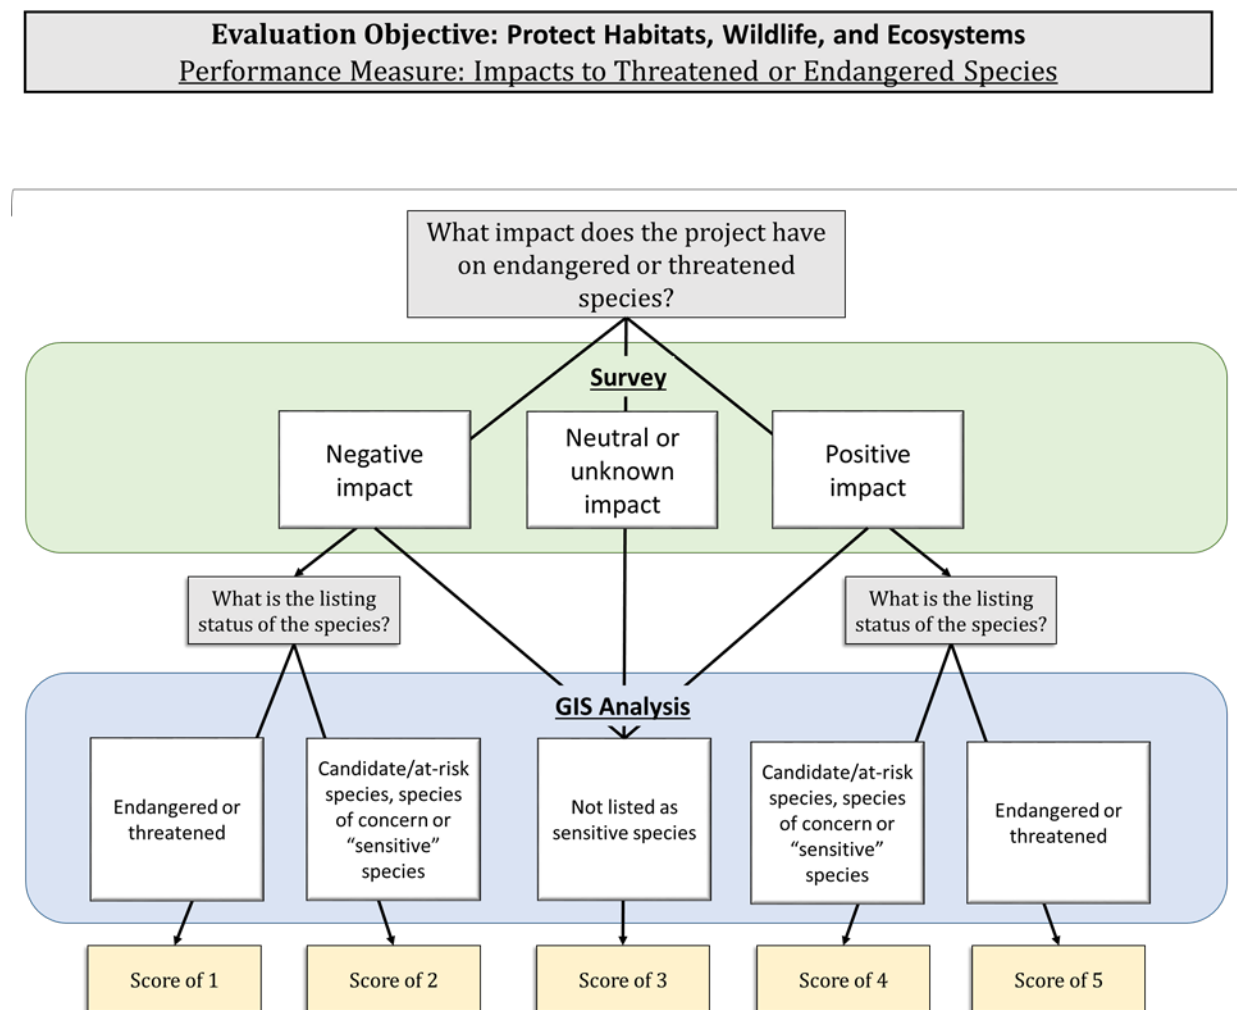 Evaluation Objective: Protect Habitats, Wildlife, and Ecosystems
Performance Measure: Impacts to Threatened or Endangered Species
What impact does the project have
on endangered or threatened
species?
Survey
Negative
impact
Neutral or
unknown
impact
Positive
impact
What is the listing
status of the species?
What is the listing
status of the species?
GIS Analysis
Endangered or
threatened
Candidate/at-risk
species, species
of concern or
“sensitive”
species
Not listed as
sensitive species
Candidate/at-risk
species, species
of concern or
“sensitive”
species
Endangered or
threatened
Score of 1
Score of 2
Score of 3
Score of 4
Score of 5